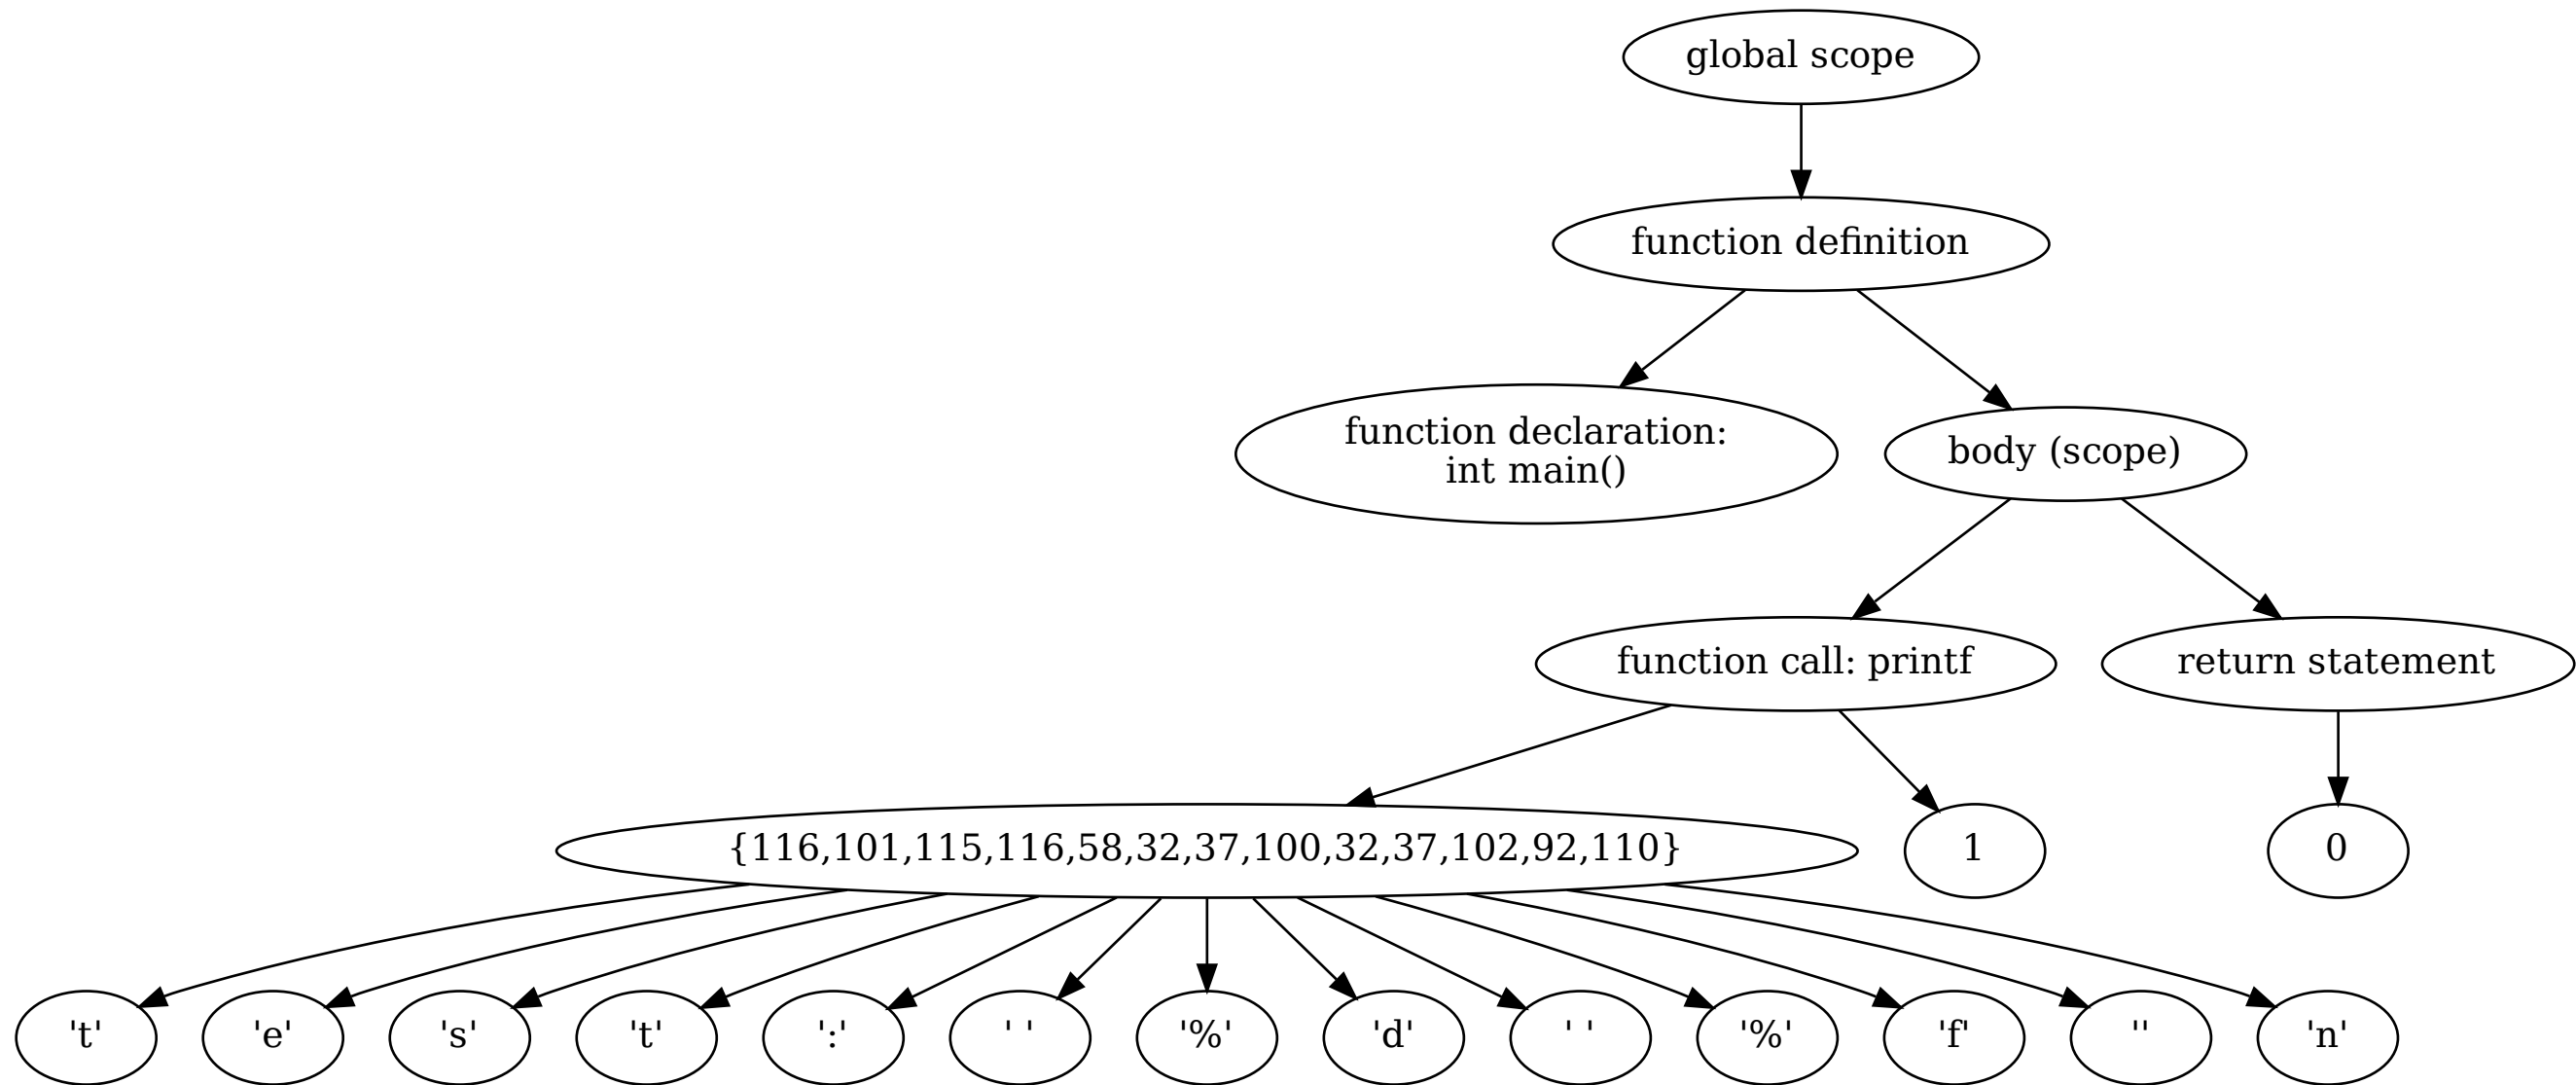 global scope
function definition
function declaration:
int main()
body (scope)
function call: printf
return statement
{116,101,115,116,58,32,37,100,32,37,102,92,110}
1
0
't'
'e'
's'
't'
':'
' '
'%'
'd'
' '
'%'
'f'
''
'n'